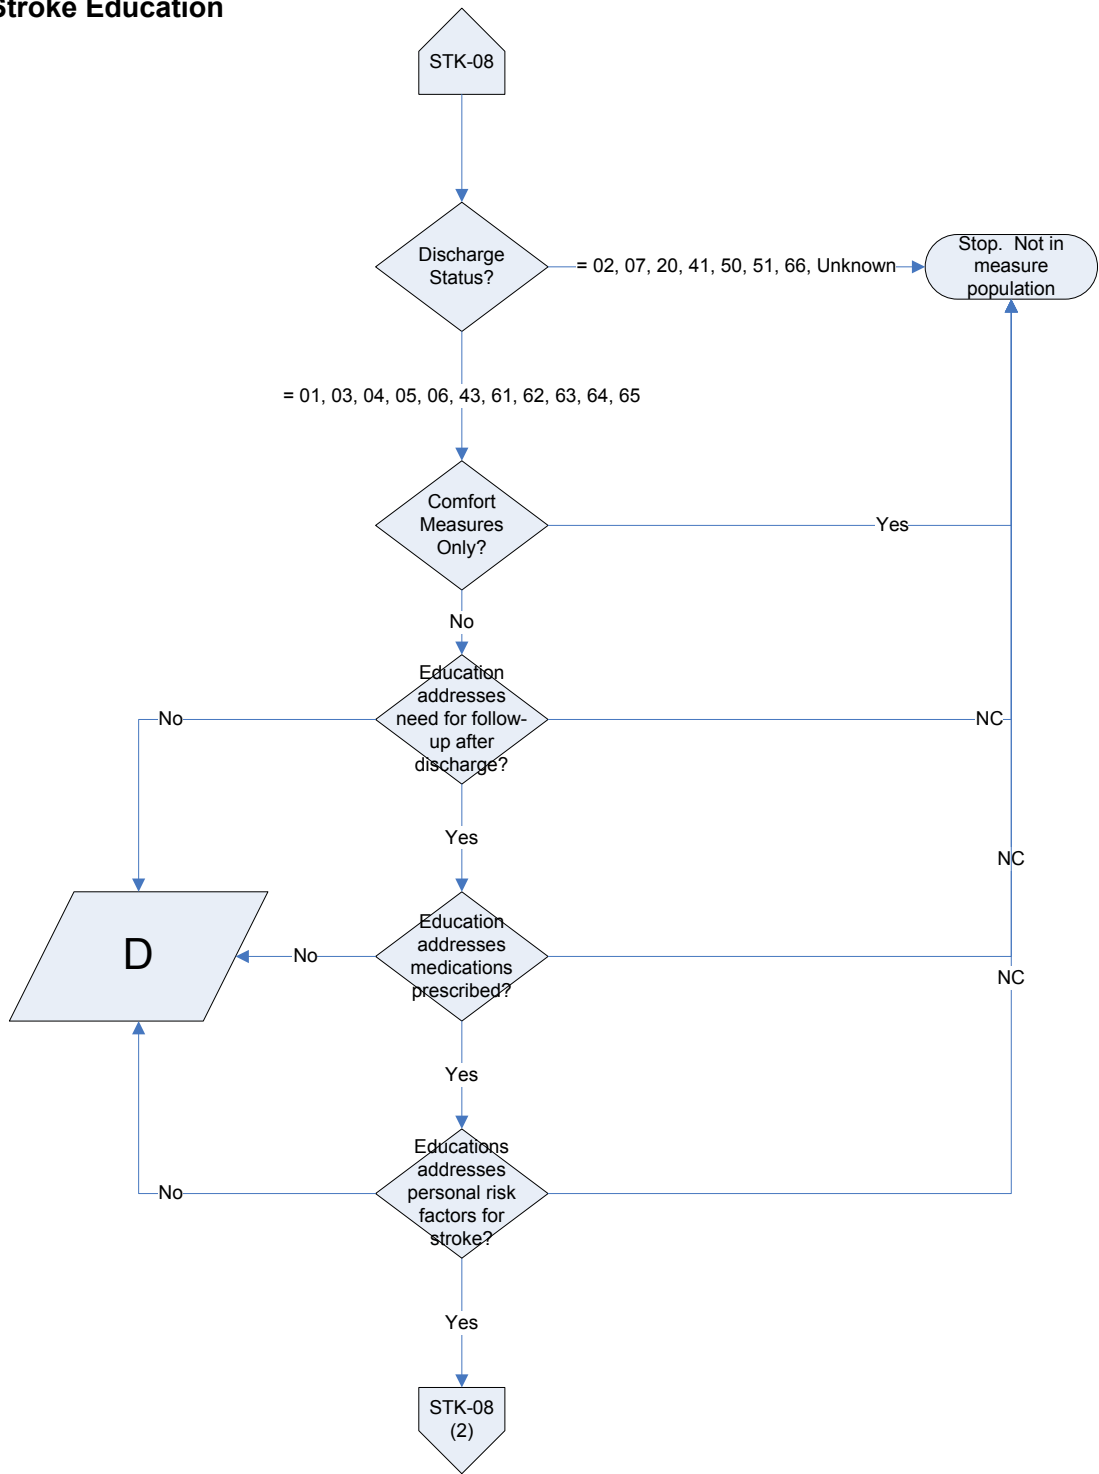 Stroke Education
STK-08
Discharge
Status?
= 02, 07, 20, 41, 50, 51, 66, Unknown
Stop. Not in
measure
population
= 01, 03, 04, 05, 06, 43, 61, 62, 63, 64, 65
Comfort
Measures
Only?
Yes
No
Education
addresses
need for follow-
up after
discharge?
No
NC
Yes
NC
Education
addresses
medications
prescribed?
D
No
NC
Yes
Educations
addresses
personal risk
factors for
stroke?
No
Yes
STK-08
(2)